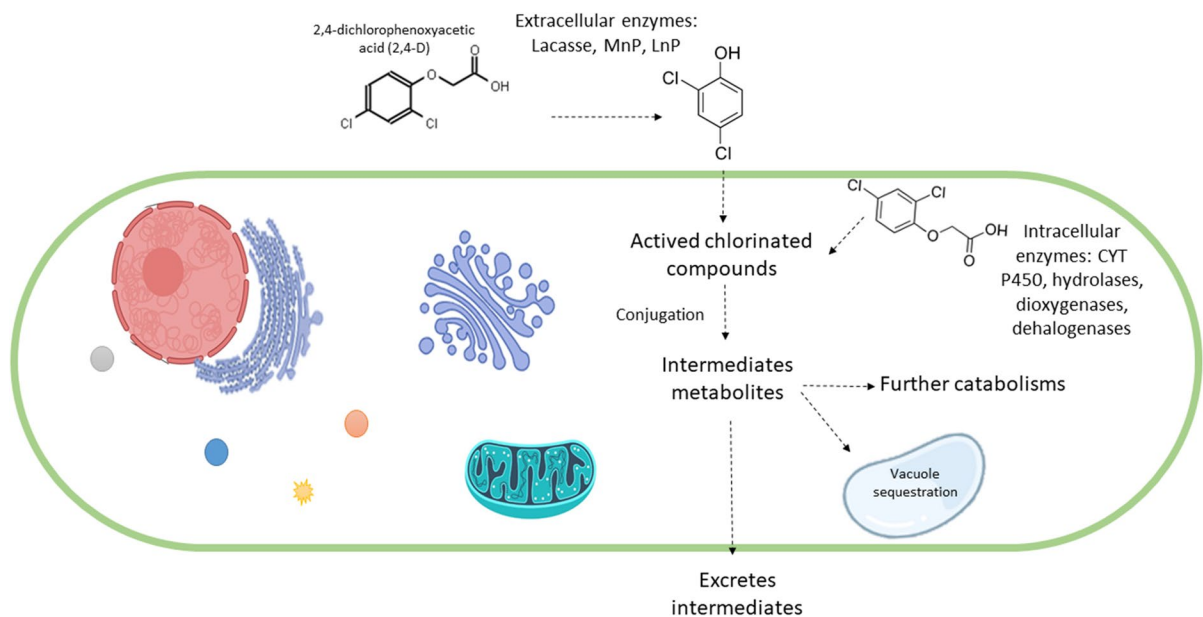 2,4-dichlorophenoxyacetic
acid (2,4-D)
Extracellular enzymes:
Lacasse, MnP, LnP
O
O
OH
Cl
Cl
OH
Cl
Cl
Cl
Cl
O
OH
O
Intracellular
enzymes: CYT
P450, hydrolases,
dioxygenases,
dehalogenases
Actived chlorinated
compounds
Conjugation
Intermediates
metabolites
Further catabolisms
Vacuole
sequestration
Excretes
intermediates